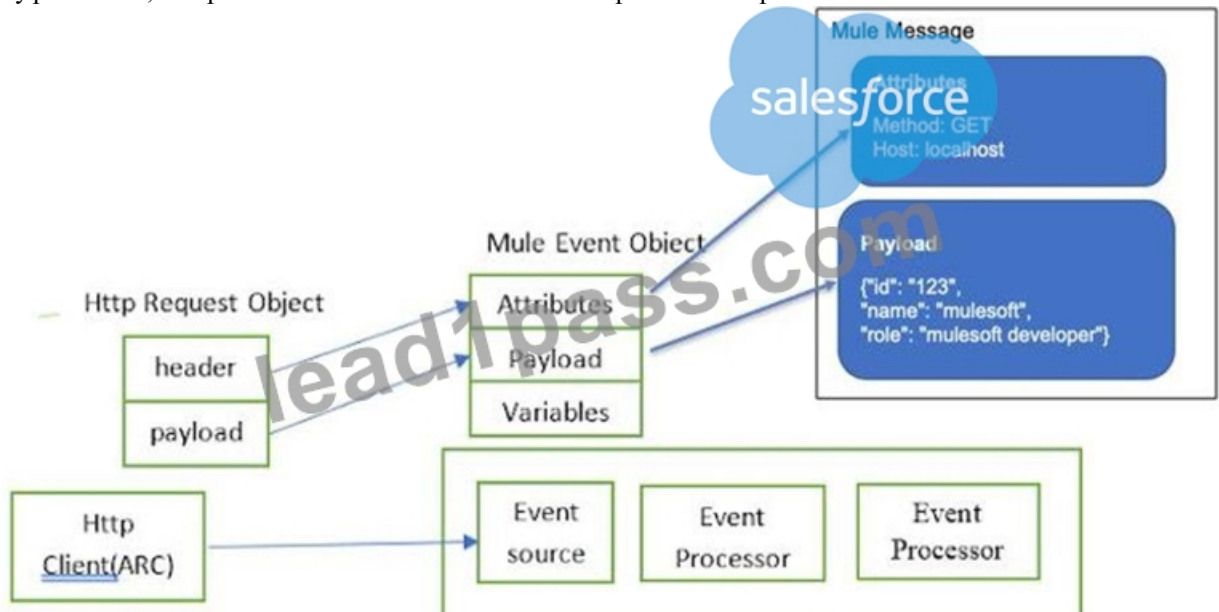 Mule Message
salesforce
Attributes
Method: GET
Host: localhost
Mule Event Object
Payload
{"id": "123",
"name": "mulesoft",
"role": "mulesoft developer"}
Http Request Object
header
payload
Attributes
Payload
Variables
lead1pass.com
Http
Client(ARC)
Event
source
Event
Processor
Event
Processor